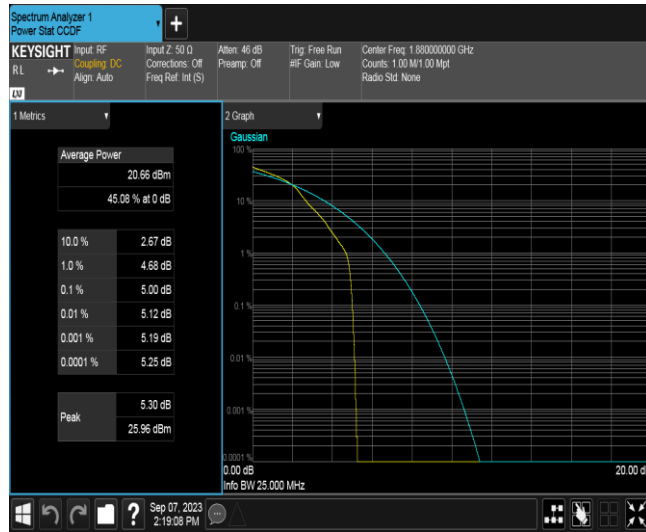 Spectrum Analyzer 1
Power Stat CCDF
+
KEYSIGHT
RL
LXI
Input: RF
Coupling: DC
Align: Auto
Input Z: 50 Ω
Corrections: Off
Freq Ref: Int (S)
Atten: 46 dB
Preamp: Off
Trig: Free Run
#IF Gain: Low
Center Freq: 1.880000000 GHz
Counts: 1.00 M/1.00 Mpt
Radio Std: None
1 Metrics
Average Power
20.66 dBm
45.08 % at 0 dB
10.0 % 2.67 dB
1.0 % 4.68 dB
0.1 % 5.00 dB
0.01 % 5.12 dB
0.001 % 5.19 dB
0.0001 % 5.25 dB
Peak
5.30 dB
25.96 dBm
2 Graph
Gaussian
100 %
10 %
1 %
0.1 %
0.01 %
0.001 %
0.0001 %
0.00 dB
20.00 d
Info BW 25.000 MHz
?
Sep 07, 2023
2:19:08 PM